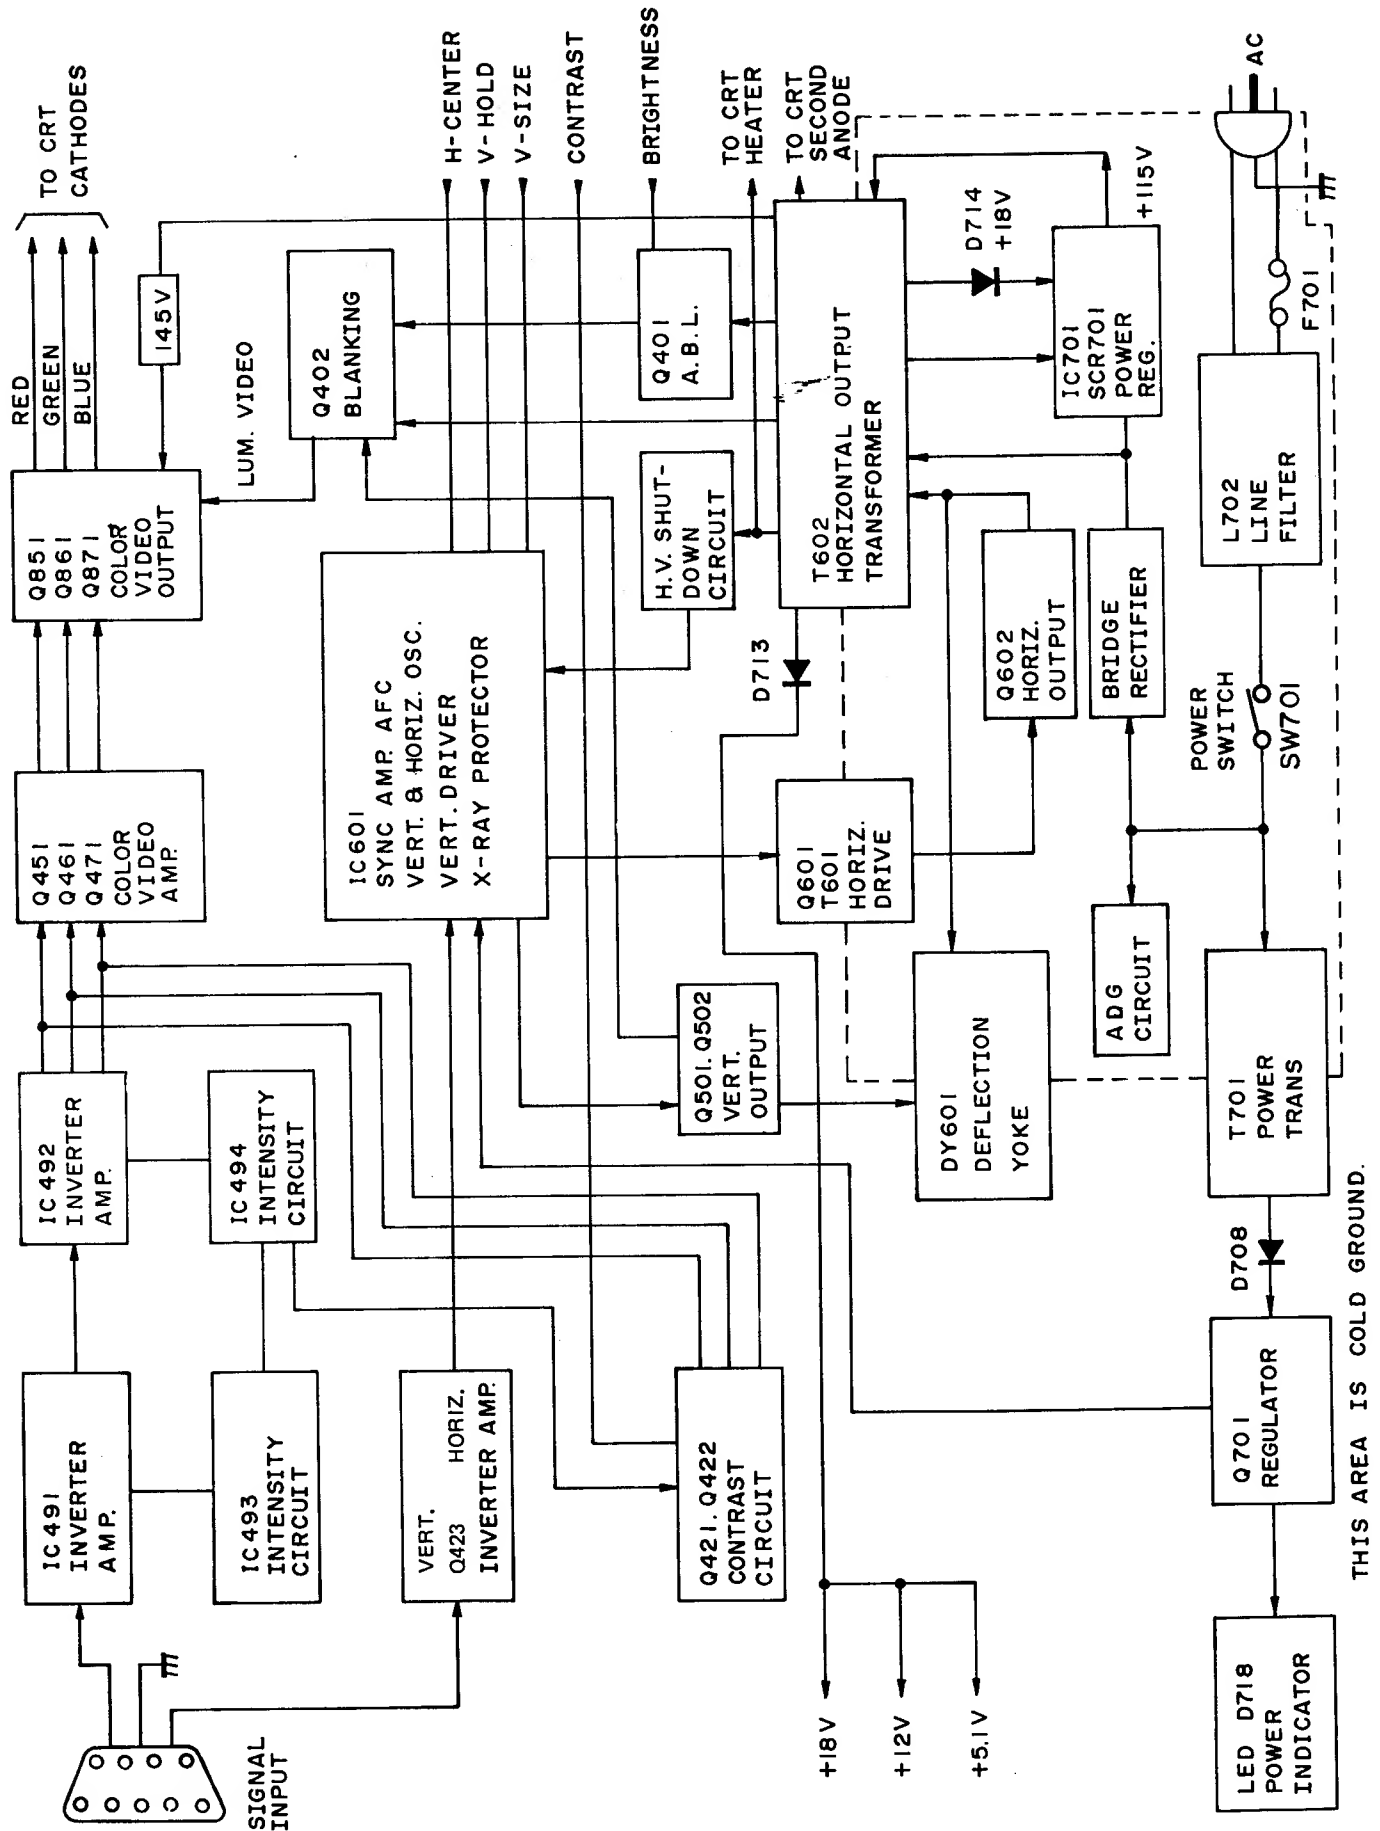 SIGNAL
INPUT
IC491
INVERTER
AMP.
IC492
INVERTER
AMP.
Q451
Q461
Q471
COLOR
VIDEO
AMP.
Q851
Q861
Q871
COLOR
VIDEO
OUTPUT
RED
GREEN
BLUE
TO CRT
CATHODES
145V
LUM. VIDEO
IC493
INTENSITY
CIRCUIT
IC494
INTENSITY
CIRCUIT
Q402
BLANKING
VERT.
Q423 HORIZ.
INVERTER AMP.
IC601
SYNC AMP. AFC
VERT. & HORIZ. OSC.
VERT. DRIVER
X-RAY PROTECTOR
H-CENTER
V-HOLD
V-SIZE
CONTRAST
BRIGHTNESS
Q421. Q422
CONTRAST
CIRCUIT
Q501. Q502
VERT.
OUTPUT
H.V. SHUT-
DOWN
CIRCUIT
Q401
A.B.L.
TO CRT
HEATER
TO CRT
SECOND
ANODE
D713
Q601
T601
HORIZ.
DRIVE
T602
HORIZONTAL OUTPUT
TRANSFORMER
+18V
+12V
+5.1V
DY601
DEFLECTION
YOKE
Q602
HORIZ.
OUTPUT
D714
+18V
IC701
SCR701
POWER
REG.
+115V
ADG
CIRCUIT
BRIDGE
RECTIFIER
LED D718
POWER
INDICATOR
Q701
REGULATOR
D708
T701
POWER
TRANS
POWER
SWITCH
SW701
L702
LINE
FILTER
F701
AC
THIS AREA IS COLD GROUND.